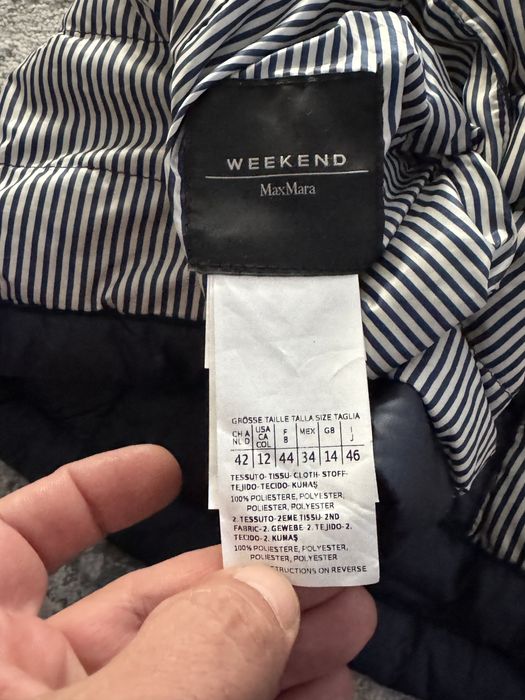 WEEKEND
MaxMara
GRÖSSE TAILLE TALLA SIZE TAGLIA
CH A NL D USA CA COL F B MEX GB I J
42 12 44 34 14 46
TESSUTO-TISSU-CLOTH-STOFF-
TEJIDO-TECIDO-KUMAŞ
100% POLIESTERE, POLYESTER,
POLIESTER, POLYESTER
2. TESSUTO-2EME TISSU-2ND
FABRIC-2. GEWEBE-2. TEJIDO-2.
TECIDO-2. KUMAŞ
100% POLIESTERE, POLYESTER,
POLIESTER, POLYESTER
TRUCTIONS ON REVERSE